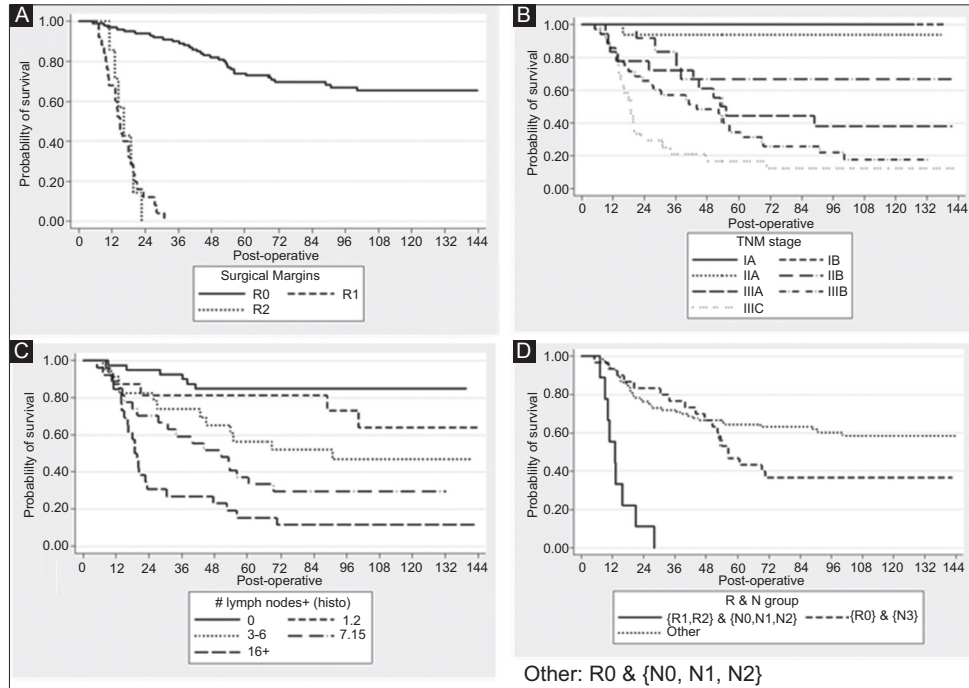 A
Probability of survival
1.00
0.80
0.60
0.40
0.20
0.00
0 12 24 36 48 60 72 84 96 108 120 132 144
Post-operative
Surgical Margins
R0 R1
R2
B
Probability of survival
1.00
0.80
0.60
0.40
0.20
0.00
0 12 24 36 48 60 72 84 96 108 120 132 144
Post-operative
TNM stage
IA IB
IIA IIB
IIIA IIIB
IIIC
C
Probability of survival
1.00
0.80
0.60
0.40
0.20
0.00
0 12 24 36 48 60 72 84 96 108 120 132 144
Post-operative
# lymph nodes+ (histo)
0 1.2
3-6 7.15
16+
D
Probability of survival
1.00
0.80
0.60
0.40
0.20
0.00
0 12 24 36 48 60 72 84 96 108 120 132 144
Post-operative
R & N group
{R1,R2} & {N0,N1,N2} {R0} & {N3}
Other
Other: R0 & {N0, N1, N2}